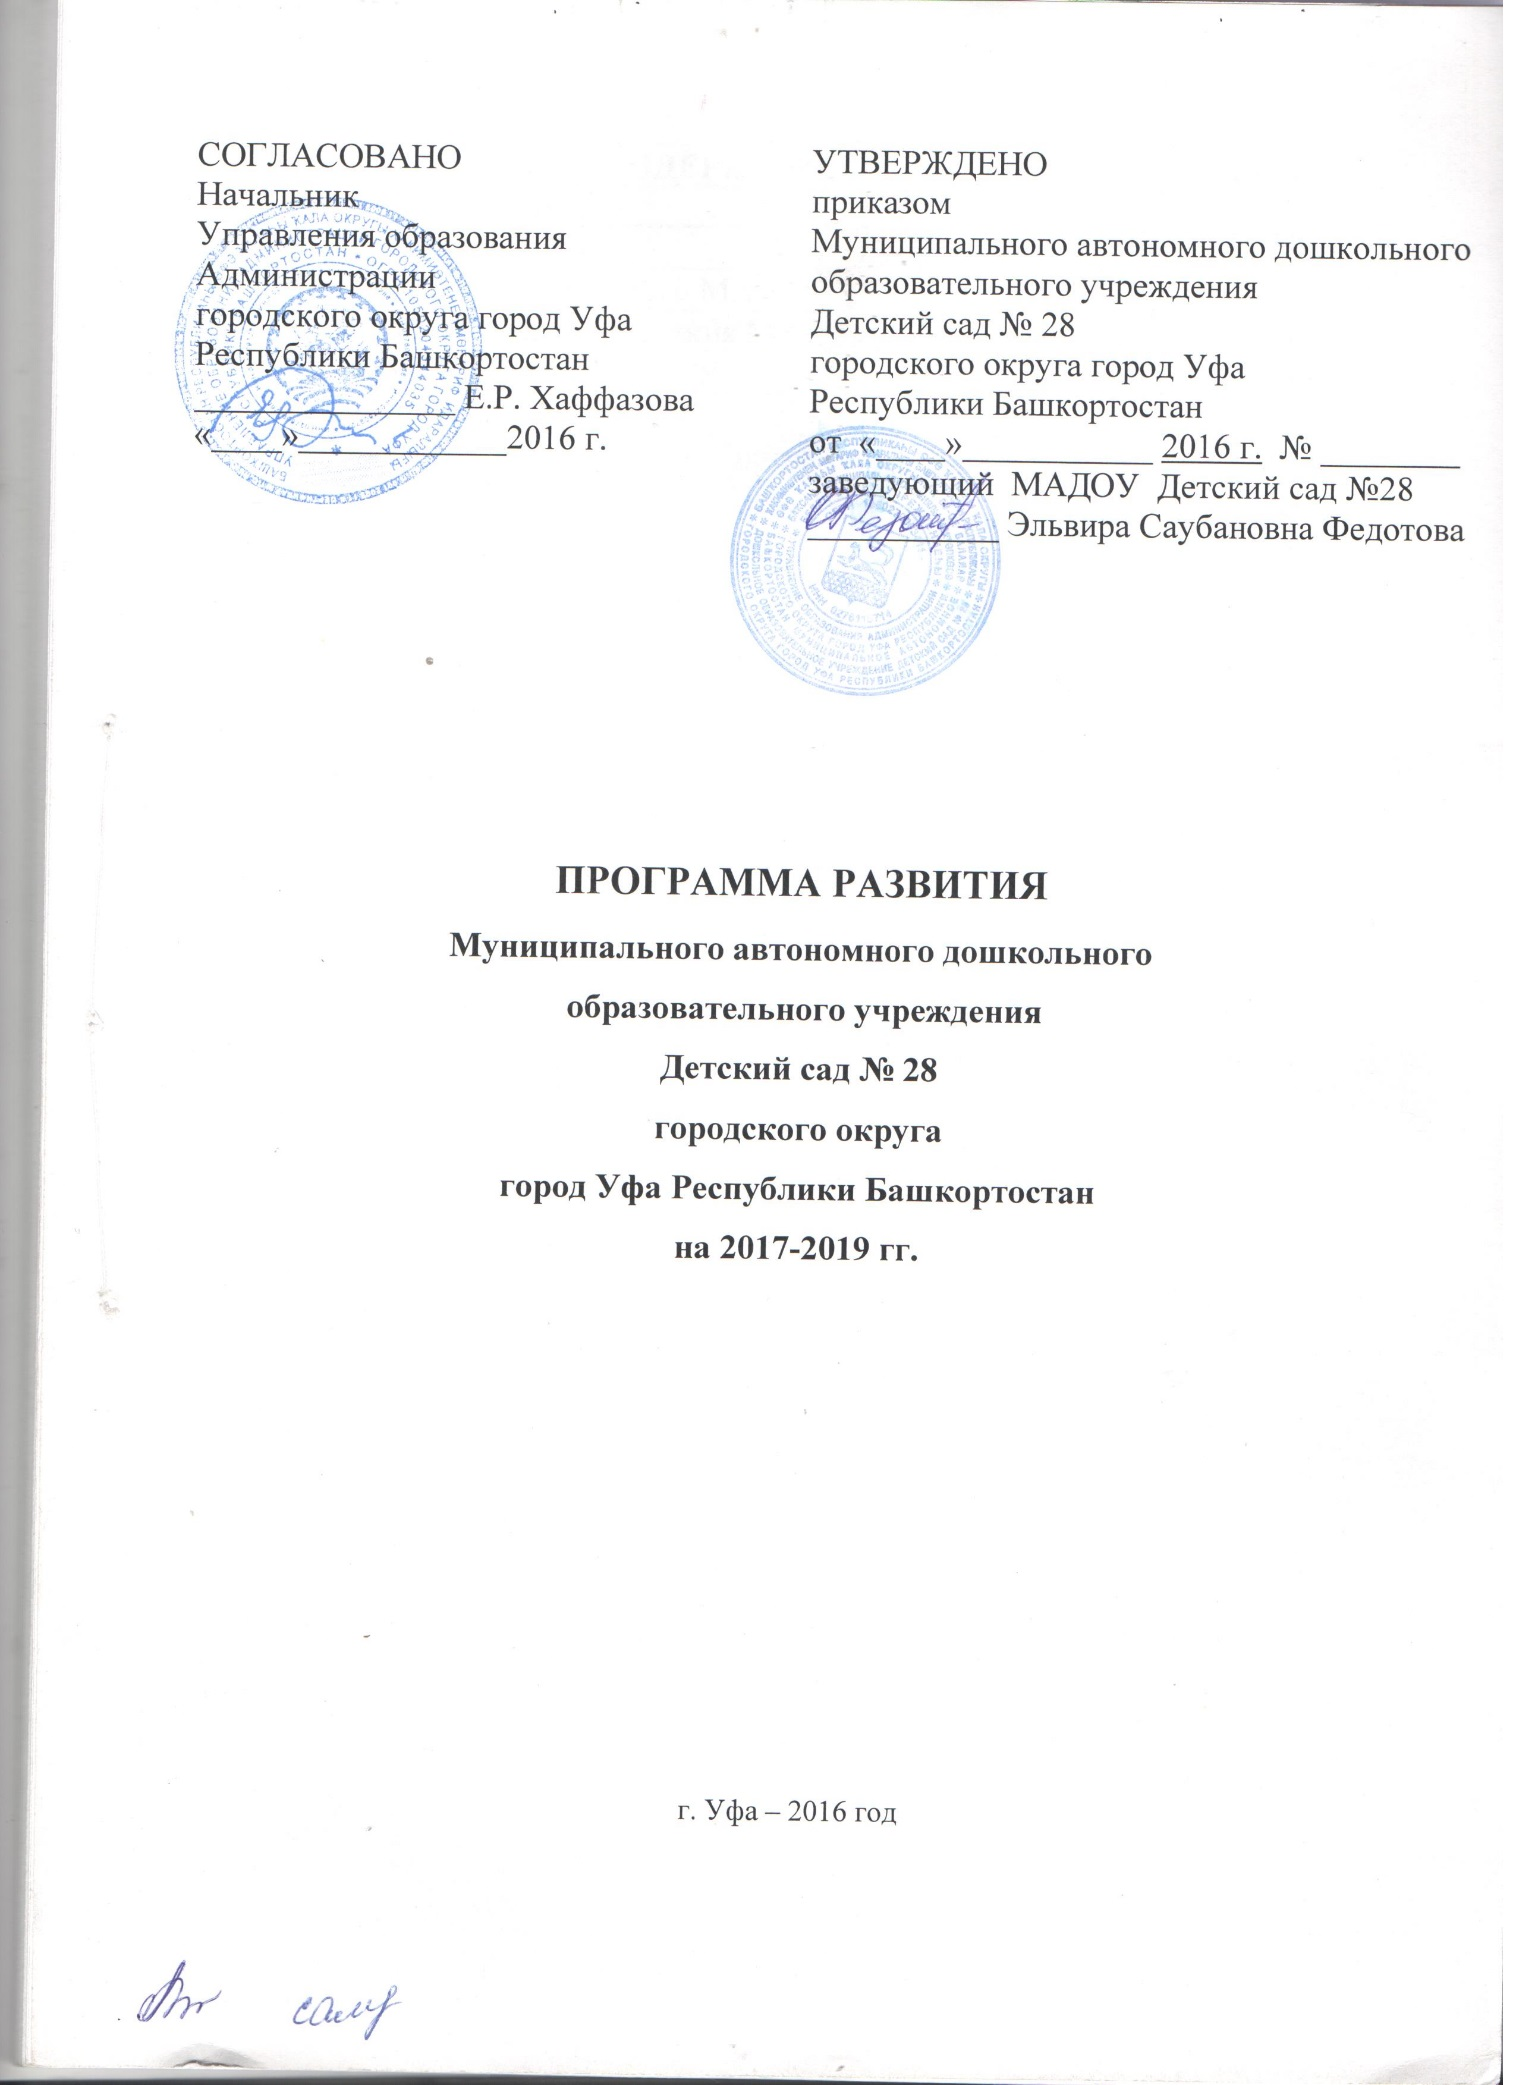 СОГЛАСОВАНО
Начальник
Управления образования
Администрации
городского округа город Уфа
Республики Башкортостан
_______________ Е.Р. Хаффазова
«____»____________2016 г.
УТВЕРЖДЕНО
приказом
Муниципального автономного дошкольного
образовательного учреждения
Детский сад № 28
городского округа город Уфа
Республики Башкортостан
от «____»___________ 2016 г. № ________
заведующий МАДОУ Детский сад №28
___________ Эльвира Саубановна Федотова
ПРОГРАММА РАЗВИТИЯ
Муниципального автономного дошкольного
образовательного учреждения
Детский сад № 28
городского округа
город Уфа Республики Башкортостан
на 2017-2019 гг.
г. Уфа – 2016 год